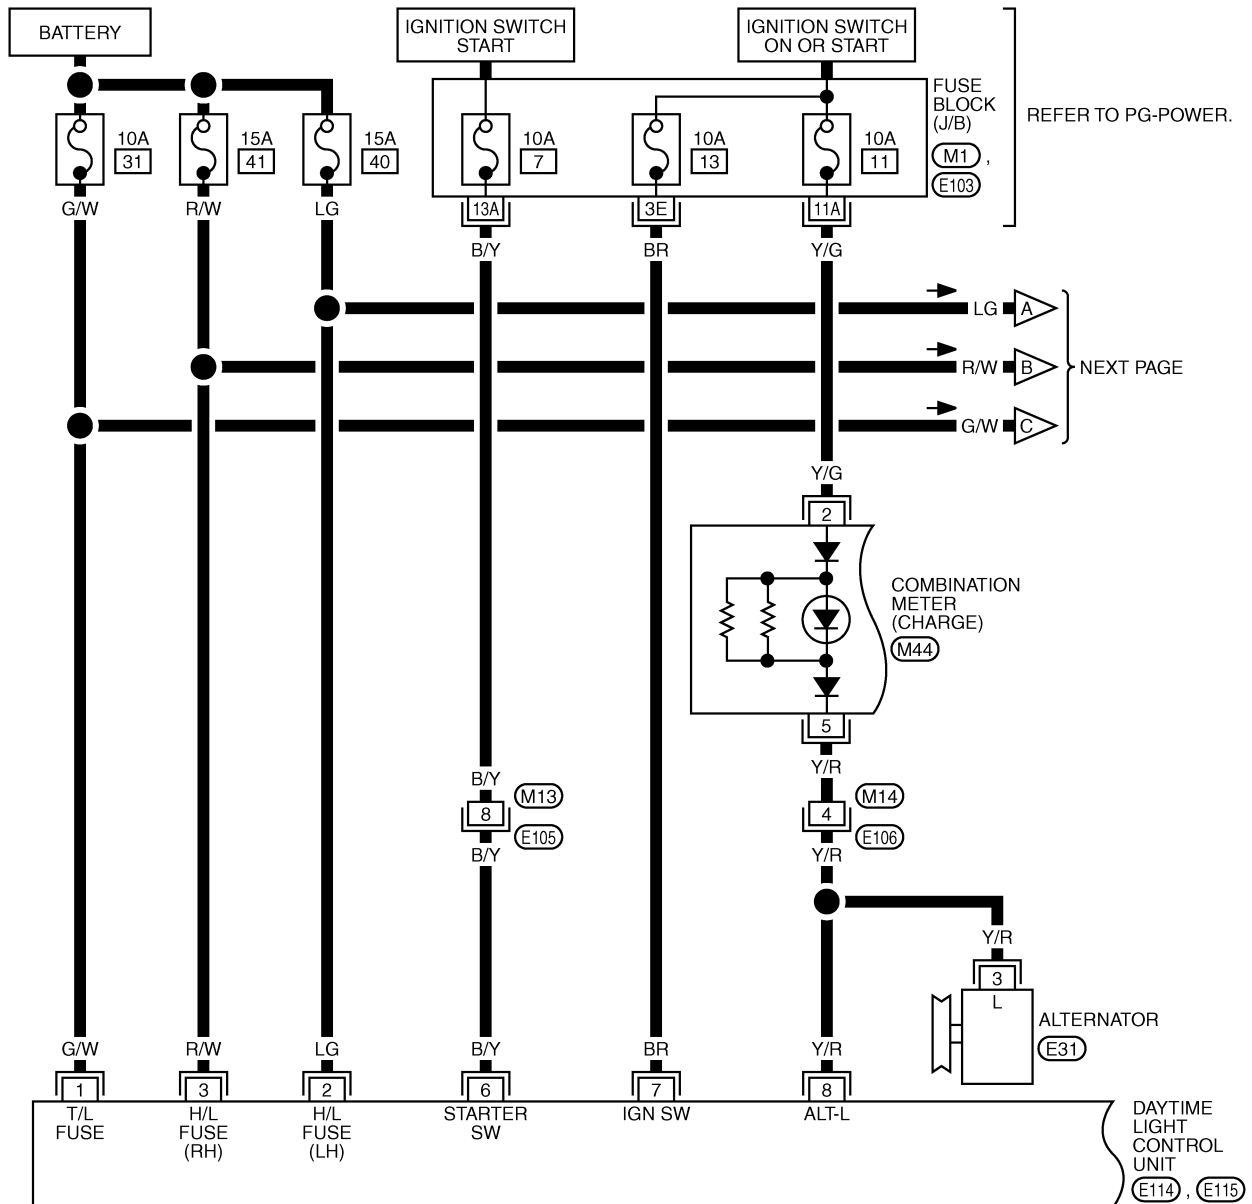 BATTERY
IGNITION SWITCH
START
IGNITION SWITCH
ON OR START
FUSE
BLOCK
(J/B)
M1 ,
E103
REFER TO PG-POWER.
10A
31
15A
41
15A
40
10A
7
10A
13
10A
11
13A
3E
11A
G/W
R/W
LG
B/Y
BR
Y/G
LG
A
R/W
B
NEXT PAGE
G/W
C
Y/G
2
COMBINATION
METER
(CHARGE)
M44
5
Y/R
B/Y
M13
8
E105
B/Y
M14
4
E106
Y/R
Y/R
3
L
ALTERNATOR
E31
G/W
R/W
LG
B/Y
BR
Y/R
1
3
2
6
7
8
T/L
FUSE
H/L
FUSE
(RH)
H/L
FUSE
(LH)
STARTER
SW
IGN SW
ALT-L
DAYTIME
LIGHT
CONTROL
UNIT
E114 , E115